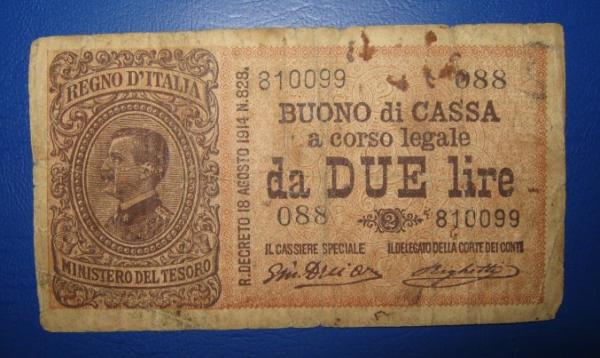 REGNO D'ITALIA
MINISTERO DEL TESORO
R. DECRETO 18 AGOSTO 1914 N. 828.
810099 088
BUONO di CASSA
a corso legale
da DUE lire
088 2 810099
IL CASSIERE SPECIALE IL DELEGATO DELLA CORTE DEI CONTI
Righetti